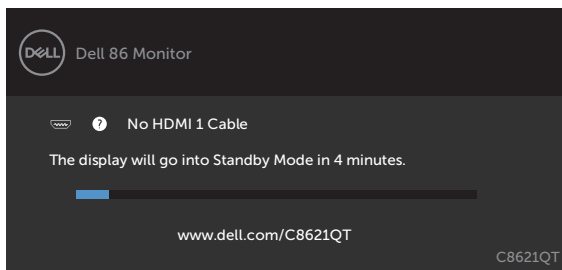 DELL
Dell 86 Monitor
? No HDMI 1 Cable
The display will go into Standby Mode in 4 minutes.
www.dell.com/C8621QT
C8621QT